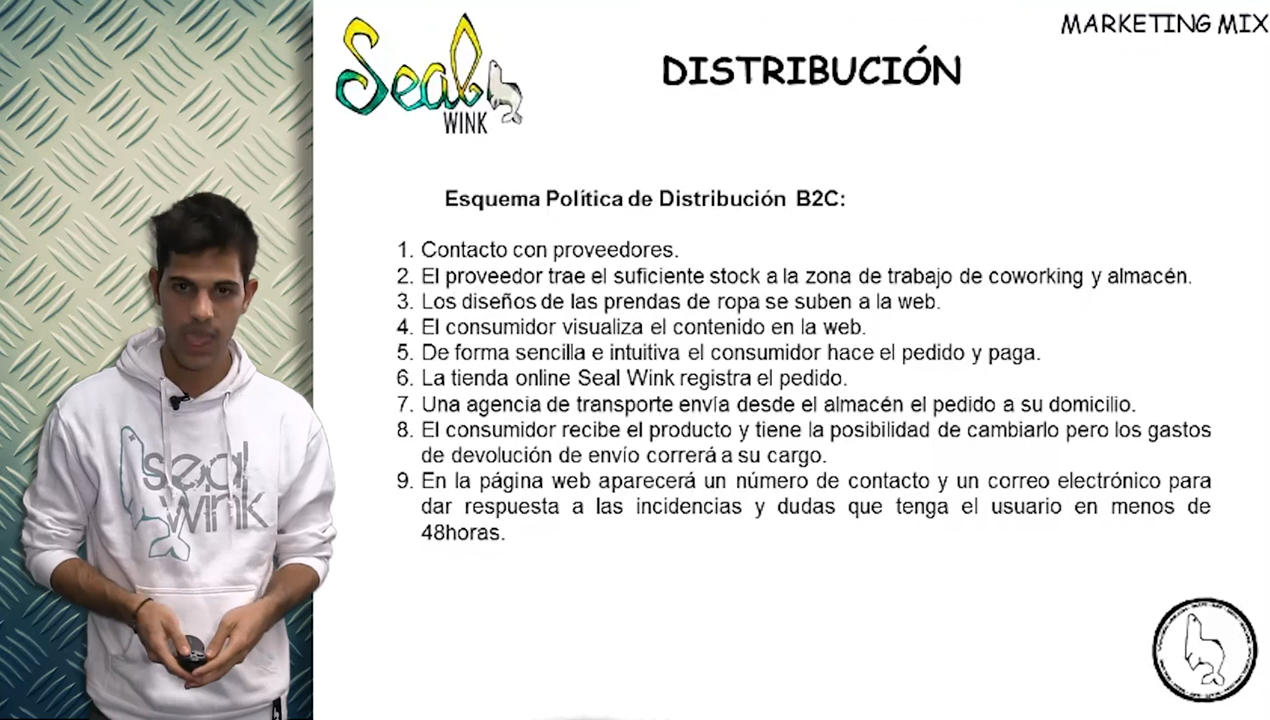 MARKETING MIX
Seal
WINK
DISTRIBUCIÓN
Esquema Política de Distribución B2C:
1. Contacto con proveedores.
2. El proveedor trae el suficiente stock a la zona de trabajo de coworking y almacén.
3. Los diseños de las prendas de ropa se suben a la web.
4. El consumidor visualiza el contenido en la web.
5. De forma sencilla e intuitiva el consumidor hace el pedido y paga.
6. La tienda online Seal Wink registra el pedido.
7. Una agencia de transporte envía desde el almacén el pedido a su domicilio.
8. El consumidor recibe el producto y tiene la posibilidad de cambiarlo pero los gastos
de devolución de envío correrá a su cargo.
9. En la página web aparecerá un número de contacto y un correo electrónico para
dar respuesta a las incidencias y dudas que tenga el usuario en menos de
48horas.
seal
wink